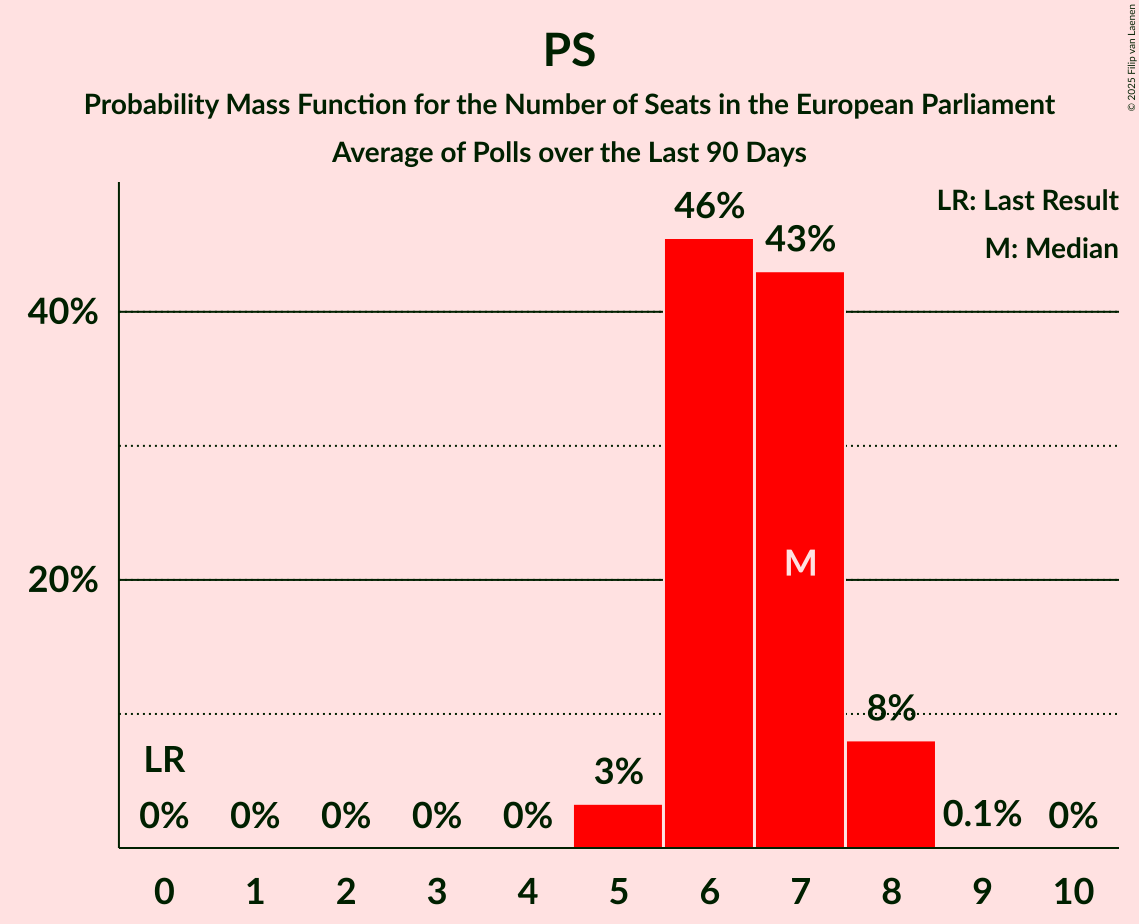 PS
Probability Mass Function for the Number of Seats in the European Parliament
Average of Polls over the Last 90 Days
© 2025 Filip van Laenen
LR: Last Result
M: Median
46%
43%
40%
M
20%
8%
LR
3%
0% 0% 0% 0% 0% 0.1% 0%
0 1 2 3 4 5 6 7 8 9 10